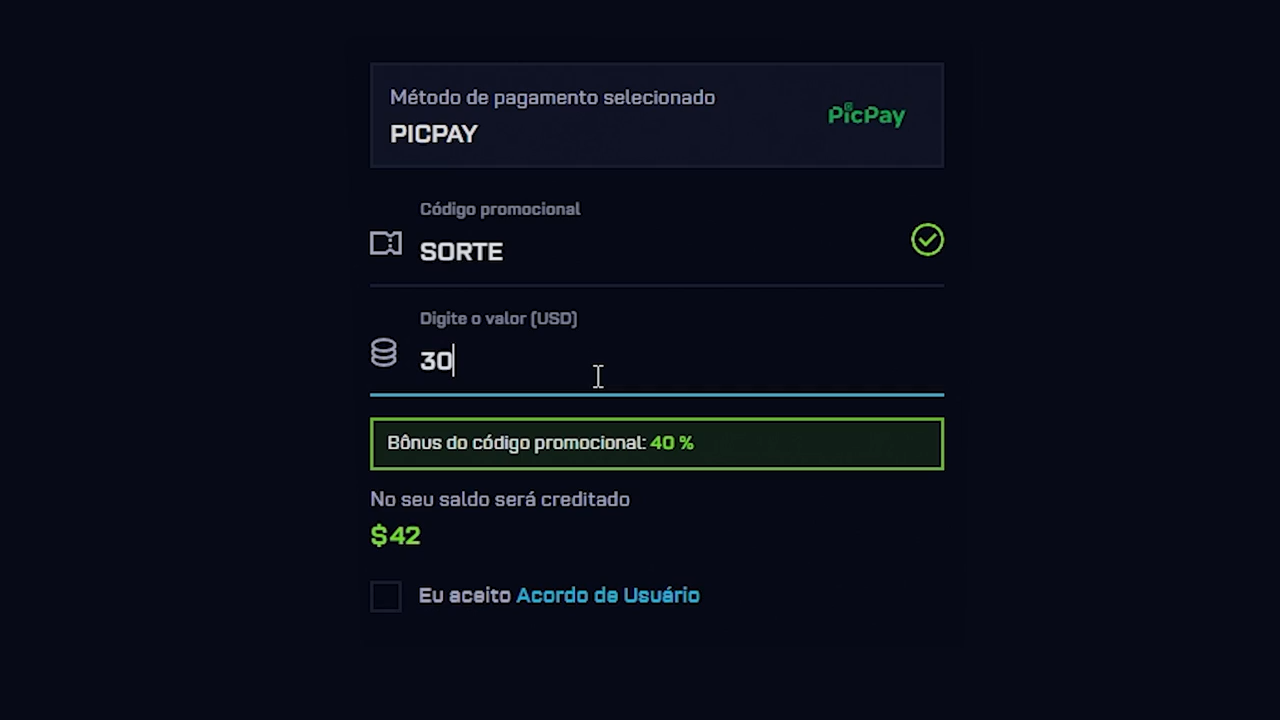 Método de pagamento selecionado
PICPAY
PicPay
Código promocional
SORTE
Digite o valor (USD)
30
Bônus do código promocional: 40 %
No seu saldo será creditado
$42
Eu aceito Acordo de Usuário